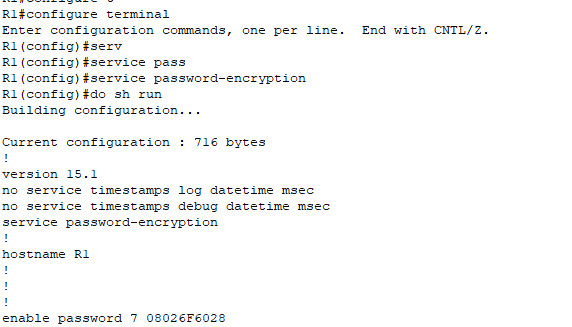 R1#configure terminal
Enter configuration commands, one per line.  End with CNTL/Z.
R1(config)#serv
R1(config)#service pass
R1(config)#service password-encryption
R1(config)#do sh run
Building configuration...

Current configuration : 716 bytes
!
version 15.1
no service timestamps log datetime msec
no service timestamps debug datetime msec
service password-encryption
!
hostname R1
!
!
!
enable password 7 08026F6028